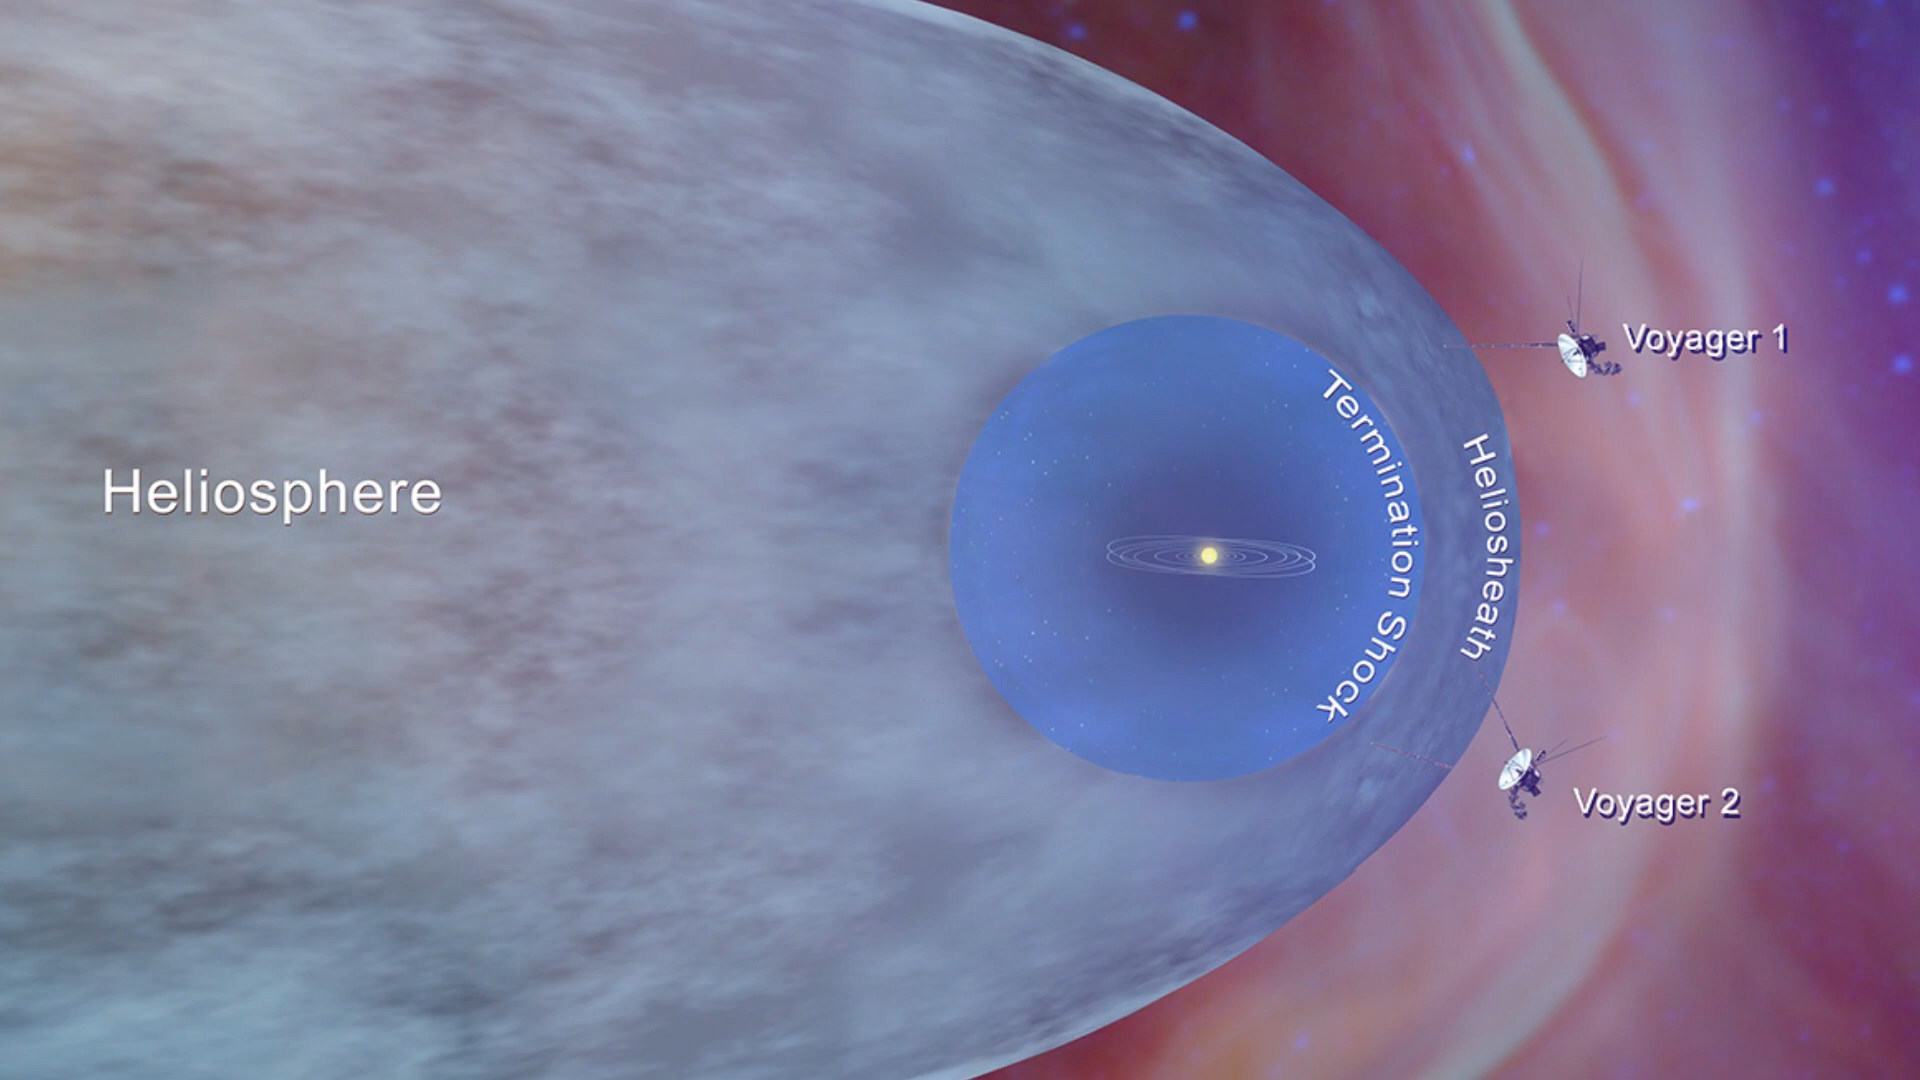 Heliosphere
Termination Shock
Heliosheath
Voyager 1
Voyager 2